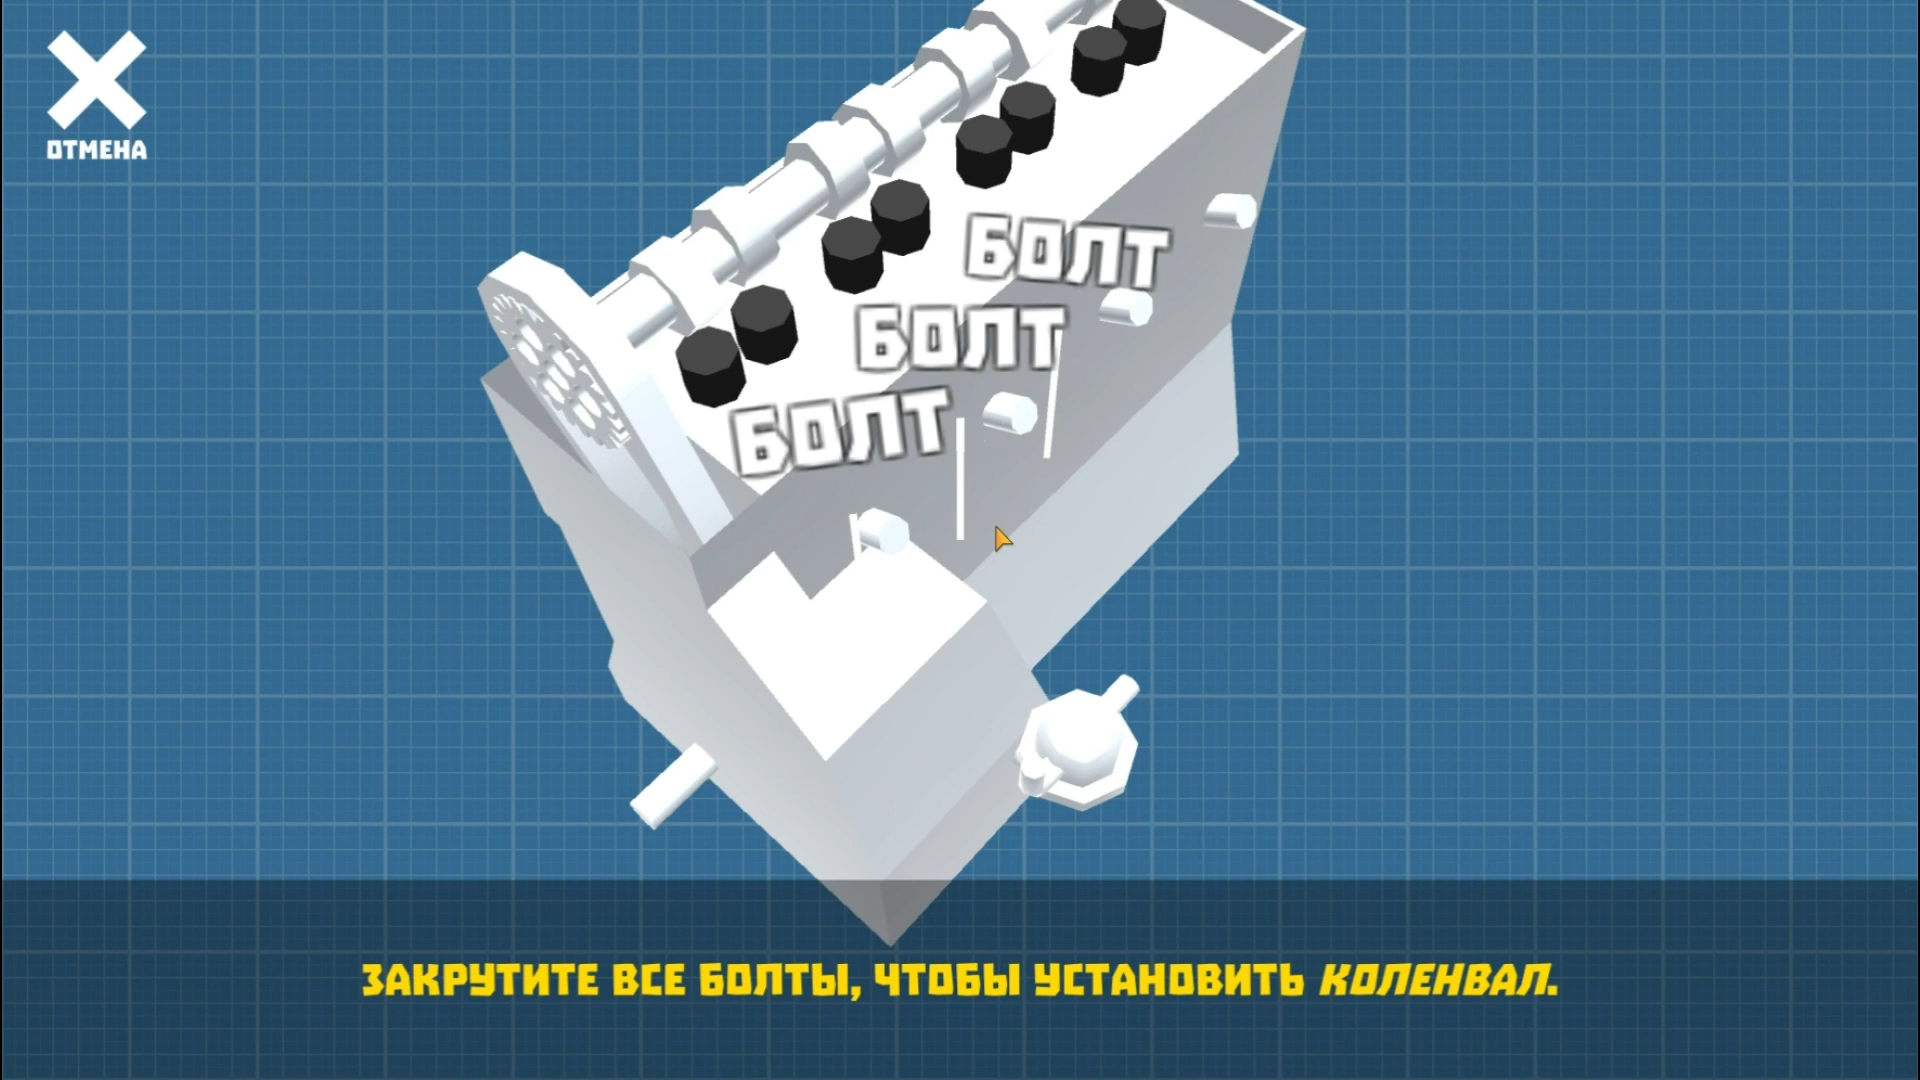 ОТМЕНА
БОЛТ
БОЛТ
БОЛТ
ЗАКРУТИТЕ ВСЕ БОЛТЫ, ЧТОБЫ УСТАНОВИТЬ КОЛЕНВАЛ.